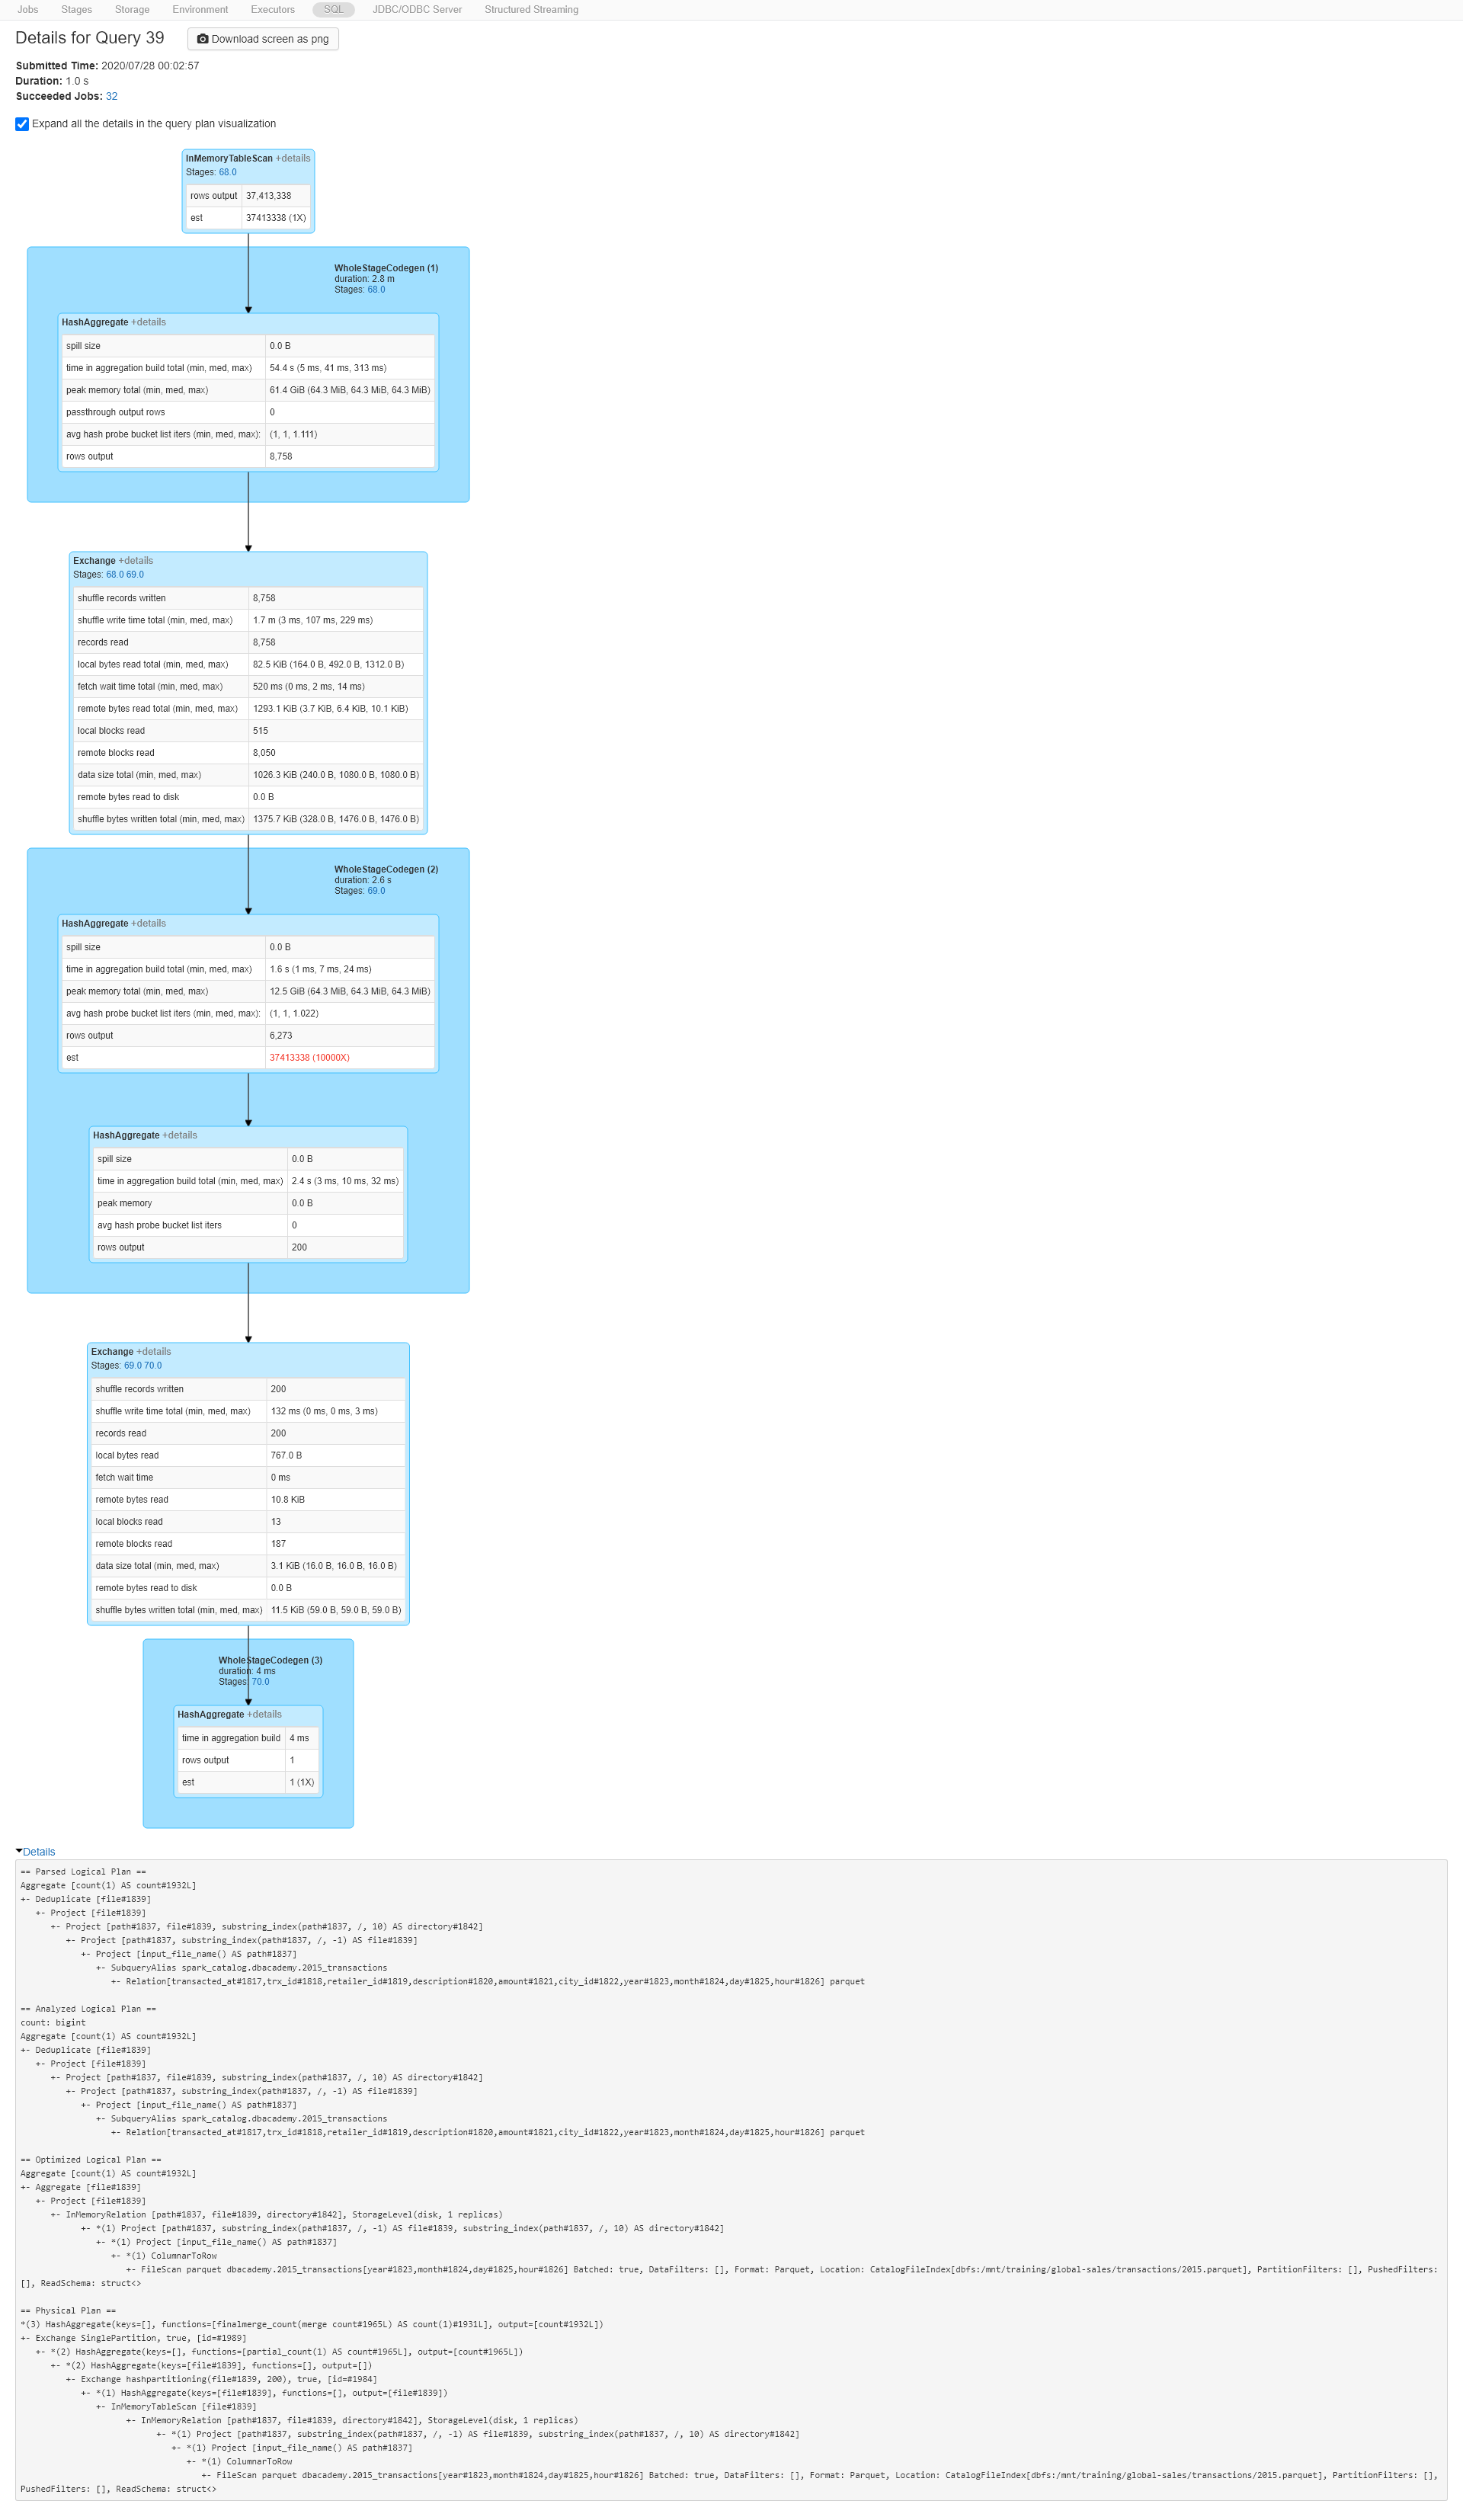 Jobs Stages Storage Environment Executors SQL JDBC/ODBC Server Structured Streaming
Details for Query 39 Download screen as png
Submitted Time: 2020/07/28 00:02:57
Duration: 1.0 s
Succeeded Jobs: 32
Expand all the details in the query plan visualization
InMemoryTableScan +details
Stages: 68.0
rows output 37,413,338
est 37413338 (1X)
WholeStageCodegen (1)
duration: 2.8 m
Stages: 68.0
HashAggregate +details
spill size 0.0 B
time in aggregation build total (min, med, max) 54.4 s (5 ms, 41 ms, 313 ms)
peak memory total (min, med, max) 61.4 GiB (64.3 MiB, 64.3 MiB, 64.3 MiB)
passthrough output rows 0
avg hash probe bucket list iters (min, med, max): (1, 1, 1.111)
rows output 8,758
Exchange +details
Stages: 68.0 69.0
shuffle records written 8,758
shuffle write time total (min, med, max) 1.7 m (3 ms, 107 ms, 229 ms)
records read 8,758
local bytes read total (min, med, max) 82.5 KiB (164.0 B, 492.0 B, 1312.0 B)
fetch wait time total (min, med, max) 520 ms (0 ms, 2 ms, 14 ms)
remote bytes read total (min, med, max) 1293.1 KiB (3.7 KiB, 6.4 KiB, 10.1 KiB)
local blocks read 515
remote blocks read 8,050
data size total (min, med, max) 1026.3 KiB (240.0 B, 1080.0 B, 1080.0 B)
remote bytes read to disk 0.0 B
shuffle bytes written total (min, med, max) 1375.7 KiB (328.0 B, 1476.0 B, 1476.0 B)
WholeStageCodegen (2)
duration: 2.6 s
Stages: 69.0
HashAggregate +details
spill size 0.0 B
time in aggregation build total (min, med, max) 1.6 s (1 ms, 7 ms, 24 ms)
peak memory total (min, med, max) 12.5 GiB (64.3 MiB, 64.3 MiB, 64.3 MiB)
avg hash probe bucket list iters (min, med, max): (1, 1, 1.022)
rows output 6,273
est 37413338 (10000X)
HashAggregate +details
spill size 0.0 B
time in aggregation build total (min, med, max) 2.4 s (3 ms, 10 ms, 32 ms)
peak memory 0.0 B
avg hash probe bucket list iters 0
rows output 200
Exchange +details
Stages: 69.0 70.0
shuffle records written 200
shuffle write time total (min, med, max) 132 ms (0 ms, 0 ms, 3 ms)
records read 200
local bytes read 767.0 B
fetch wait time 0 ms
remote bytes read 10.8 KiB
local blocks read 13
remote blocks read 187
data size total (min, med, max) 3.1 KiB (16.0 B, 16.0 B, 16.0 B)
remote bytes read to disk 0.0 B
shuffle bytes written total (min, med, max) 11.5 KiB (59.0 B, 59.0 B, 59.0 B)
WholeStageCodegen (3)
duration: 4 ms
Stages: 70.0
HashAggregate +details
time in aggregation build 4 ms
rows output 1
est 1 (1X)
Details
== Parsed Logical Plan ==
Aggregate [count(1) AS count#1932L]
+- Deduplicate [file#1839]
+- Project [file#1839]
+- Project [path#1837, file#1839, substring_index(path#1837, /, 10) AS directory#1842]
+- Project [path#1837, substring_index(path#1837, /, -1) AS file#1839]
+- Project [input_file_name() AS path#1837]
+- SubqueryAlias spark_catalog.dbacademy.2015_transactions
+- Relation[transacted_at#1817,trx_id#1818,retailer_id#1819,description#1820,amount#1821,city_id#1822,year#1823,month#1824,day#1825,hour#1826] parquet
== Analyzed Logical Plan ==
count: bigint
Aggregate [count(1) AS count#1932L]
+- Deduplicate [file#1839]
+- Project [file#1839]
+- Project [path#1837, file#1839, substring_index(path#1837, /, 10) AS directory#1842]
+- Project [path#1837, substring_index(path#1837, /, -1) AS file#1839]
+- Project [input_file_name() AS path#1837]
+- SubqueryAlias spark_catalog.dbacademy.2015_transactions
+- Relation[transacted_at#1817,trx_id#1818,retailer_id#1819,description#1820,amount#1821,city_id#1822,year#1823,month#1824,day#1825,hour#1826] parquet
== Optimized Logical Plan ==
Aggregate [count(1) AS count#1932L]
+- Aggregate [file#1839]
+- Project [file#1839]
+- InMemoryRelation [path#1837, file#1839, directory#1842], StorageLevel(disk, 1 replicas)
+- *(1) Project [path#1837, substring_index(path#1837, /, -1) AS file#1839, substring_index(path#1837, /, 10) AS directory#1842]
+- *(1) Project [input_file_name() AS path#1837]
+- *(1) ColumnarToRow
+- FileScan parquet dbacademy.2015_transactions[year#1823,month#1824,day#1825,hour#1826] Batched: true, DataFilters: [], Format: Parquet, Location: CatalogFileIndex[dbfs:/mnt/training/global-sales/transactions/2015.parquet], PartitionFilters: [], PushedFilters:
[], ReadSchema: struct<>
== Physical Plan ==
*(3) HashAggregate(keys=[], functions=[finalmerge_count(merge count#1965L) AS count(1)#1931L], output=[count#1932L])
+- Exchange SinglePartition, true, [id=#1989]
+- *(2) HashAggregate(keys=[], functions=[partial_count(1) AS count#1965L], output=[count#1965L])
+- *(2) HashAggregate(keys=[file#1839], functions=[], output=[])
+- Exchange hashpartitioning(file#1839, 200), true, [id=#1984]
+- *(1) HashAggregate(keys=[file#1839], functions=[], output=[file#1839])
+- InMemoryTableScan [file#1839]
+- InMemoryRelation [path#1837, file#1839, directory#1842], StorageLevel(disk, 1 replicas)
+- *(1) Project [path#1837, substring_index(path#1837, /, -1) AS file#1839, substring_index(path#1837, /, 10) AS directory#1842]
+- *(1) Project [input_file_name() AS path#1837]
+- *(1) ColumnarToRow
+- FileScan parquet dbacademy.2015_transactions[year#1823,month#1824,day#1825,hour#1826] Batched: true, DataFilters: [], Format: Parquet, Location: CatalogFileIndex[dbfs:/mnt/training/global-sales/transactions/2015.parquet], PartitionFilters: [],
PushedFilters: [], ReadSchema: struct<>